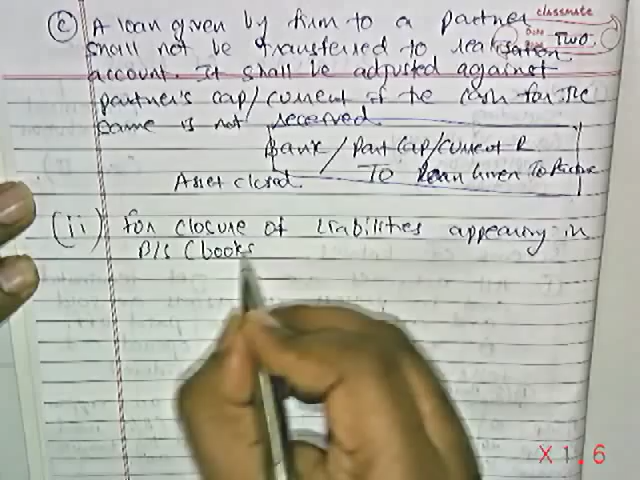 classmate
Date
Page Two
(c) A loan given by firm to a partner
shall not be transferred to realisation
account. It shall be adjusted against
partner's cap/current if the cash for the
same is not received.
Bank / Part Cap/Current A
To Loan Given To Partner
Asset closed.
(ii) for closure of Liabilities appearing in
B/S (books
X1.6